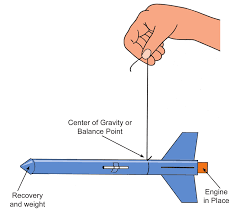 Center of Gravity or
Balance Point
Recovery
and weight
Engine
in Place